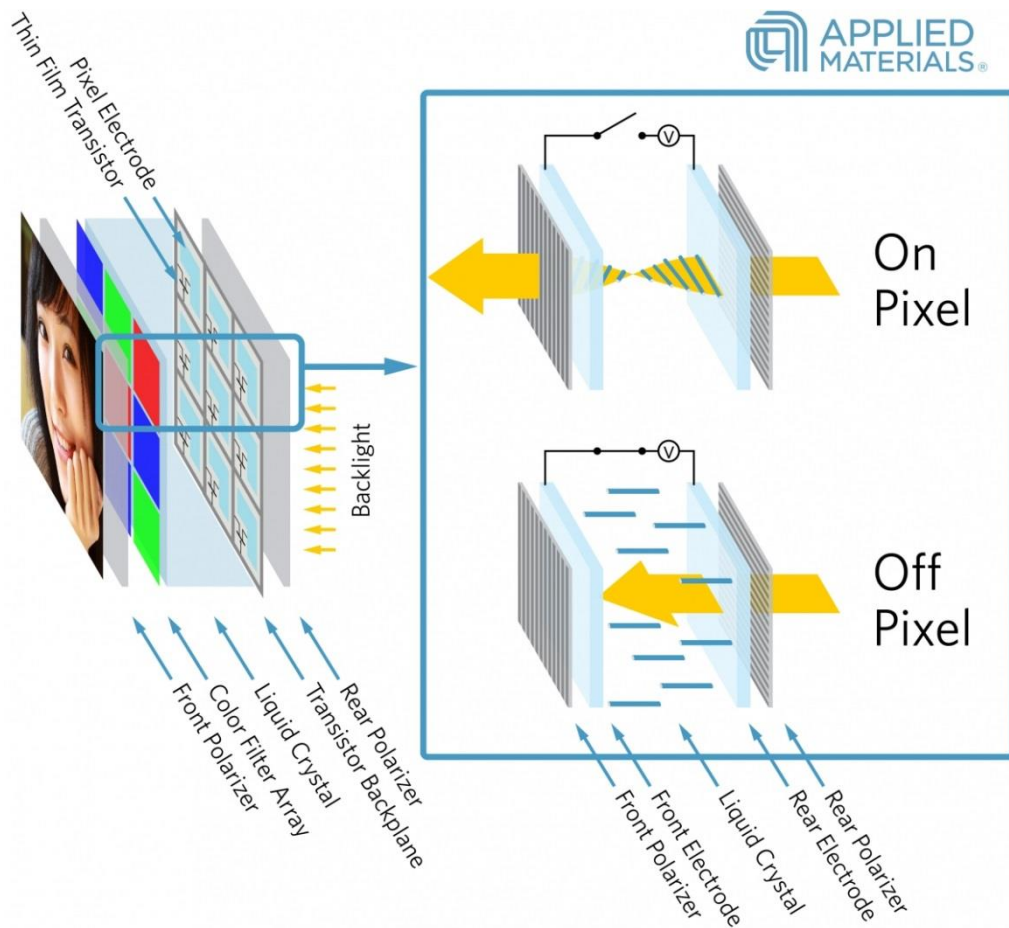 APPLIED
MATERIALS®
Pixel Electrode
Thin Film Transistor
Backlight
Front Polarizer
Color Filter Array
Liquid Crystal
Transistor Backplane
Rear Polarizer
V
On
Pixel
V
Off
Pixel
Front Polarizer
Front Electrode
Liquid Crystal
Rear Electrode
Rear Polarizer